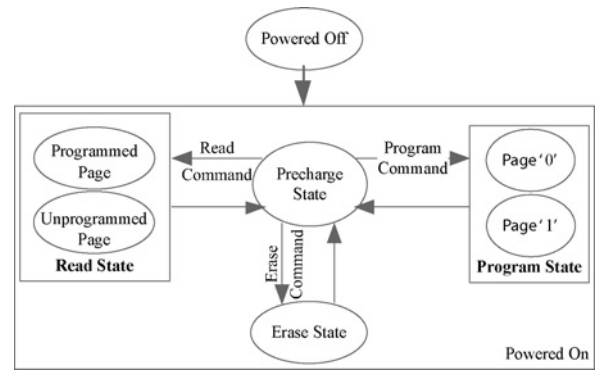 Powered Off
Read
Command
Program
Command
Programmed
Page
Unprogrammed
Page
Read State
Precharge
State
Page '0'
Page '1'
Program State
Erase
Command
Erase State
Powered On